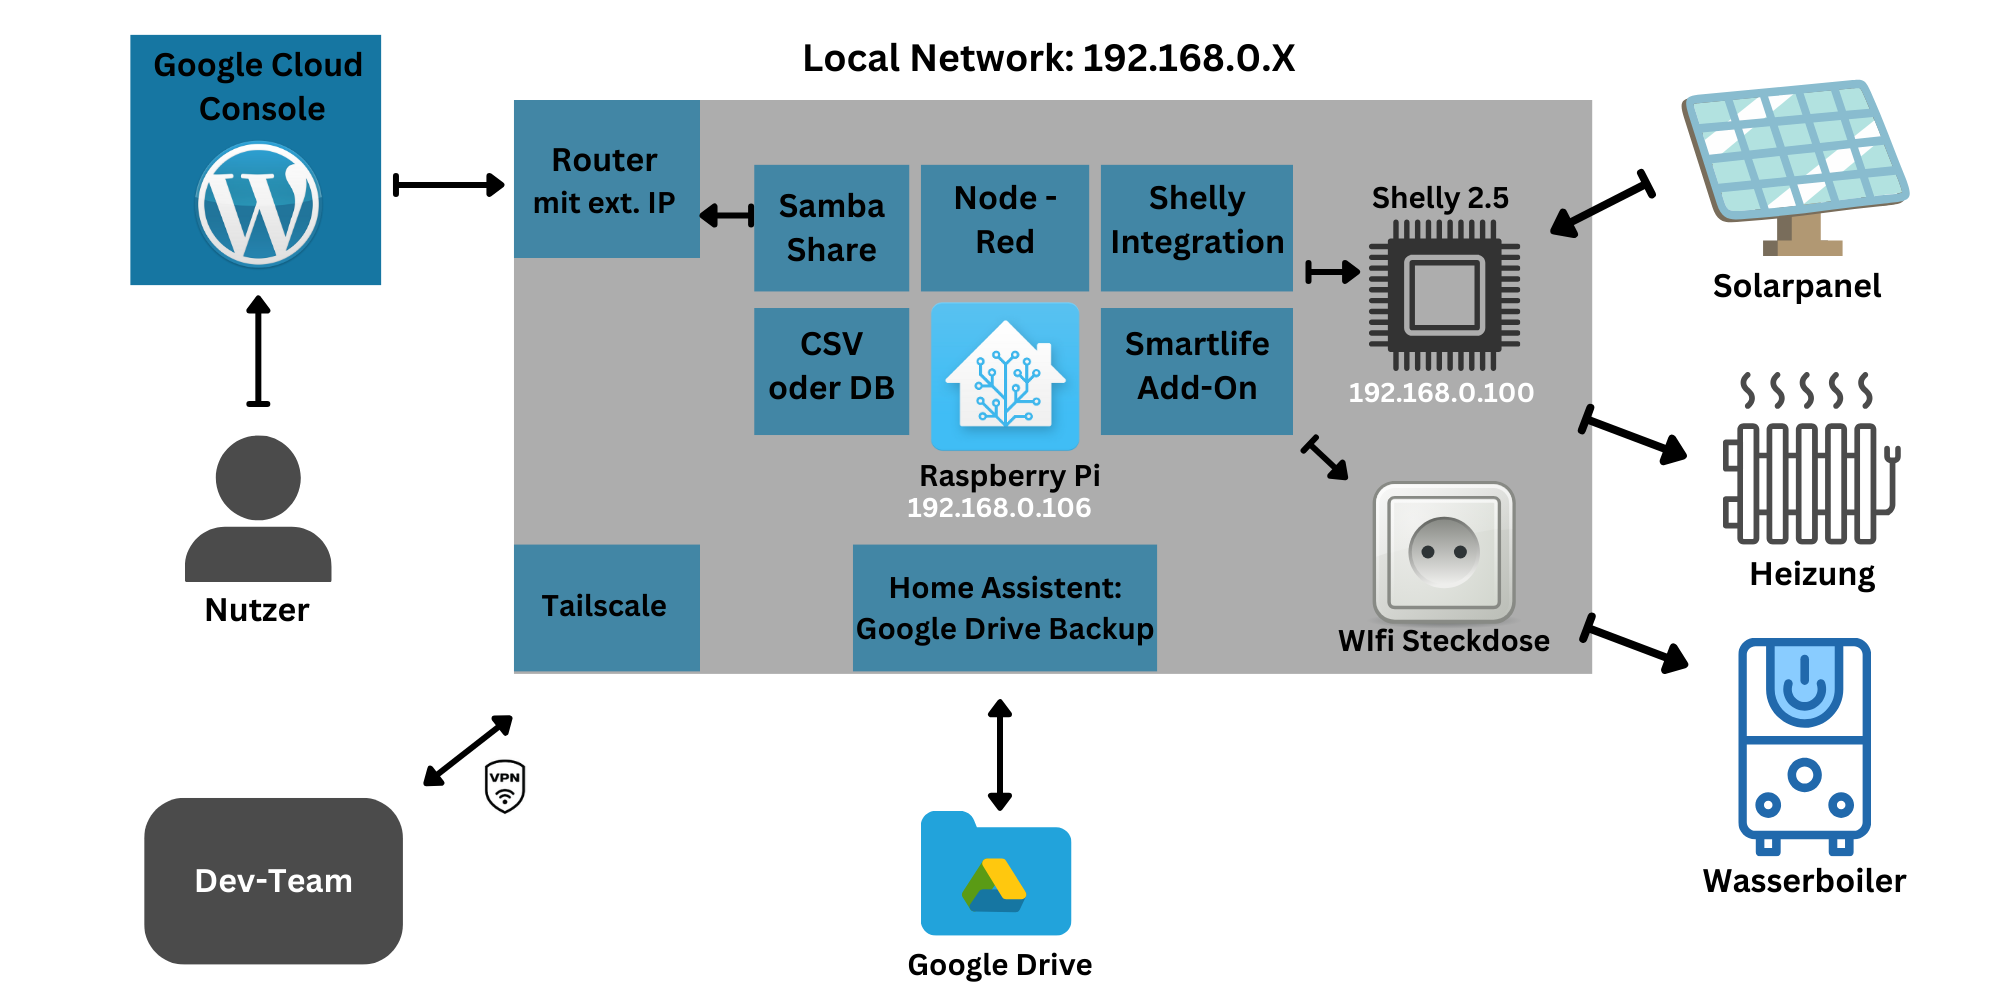 Local Network: 192.168.0.X
Google Cloud
Console
W
Router
mit ext. IP
Samba
Share
Node -
Red
Shelly
Integration
Shelly 2.5
192.168.0.100
CSV
oder DB
Smartlife
Add-On
Raspberry Pi
192.168.0.106
Tailscale
Home Assistent:
Google Drive Backup
WIfi Steckdose
Solarpanel
Heizung
Wasserboiler
Nutzer
VPN
Dev-Team
Google Drive